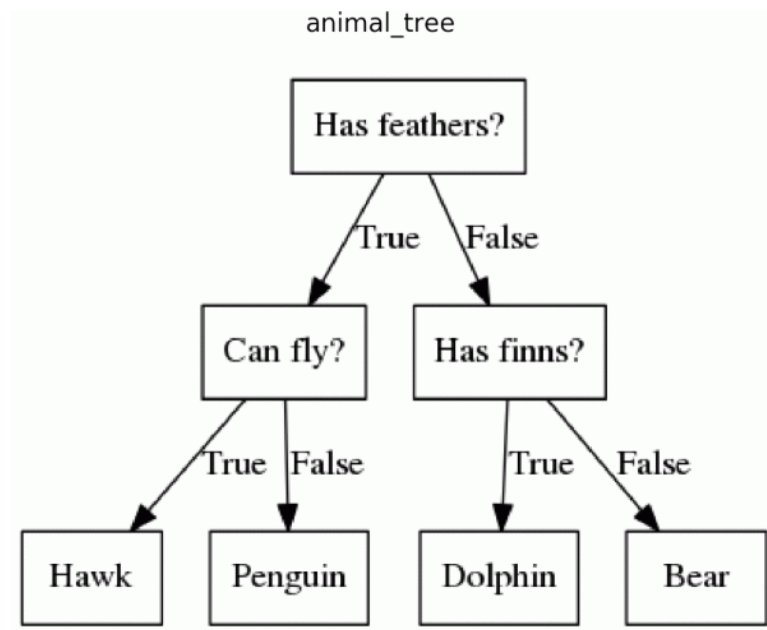 animal_tree
Has feathers?
True False
Can fly? Has finns?
True False True False
Hawk Penguin Dolphin Bear